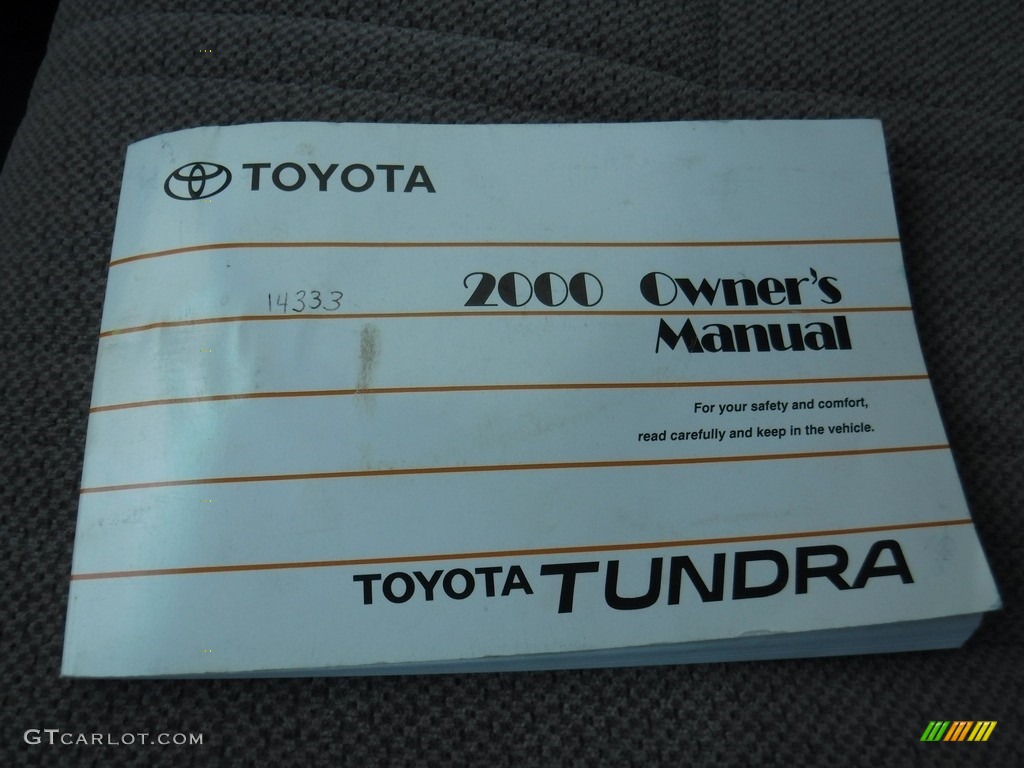 TOYOTA
2000 Owner's
14333
Manual
For your safety and comfort,
read carefully and keep in the vehicle.
TOYOTA TUNDRA
GTCARLOT.COM